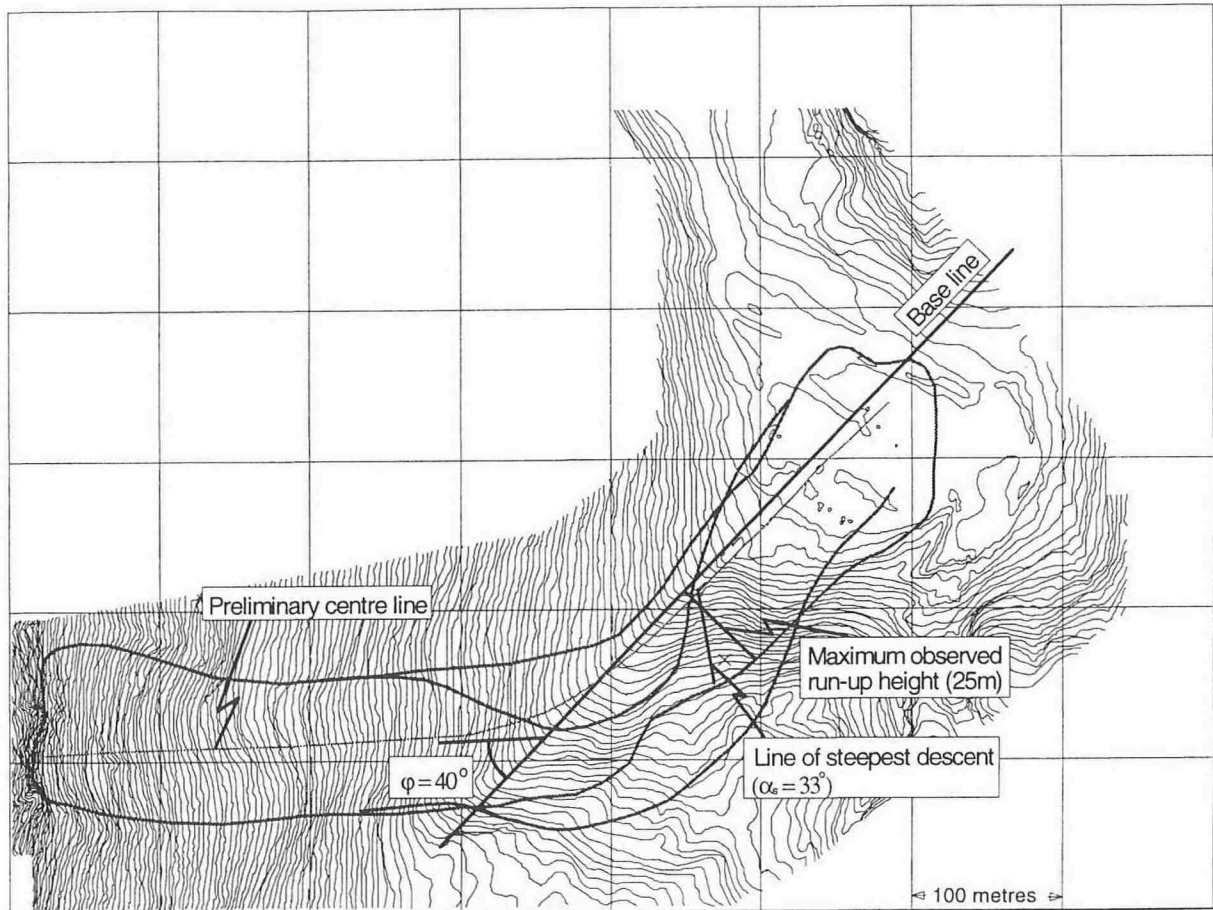 Base line
Preliminary centre line
Maximum observed
run-up height (25m)
φ=40°
Line of steepest descent
(αs=33°)
100 metres